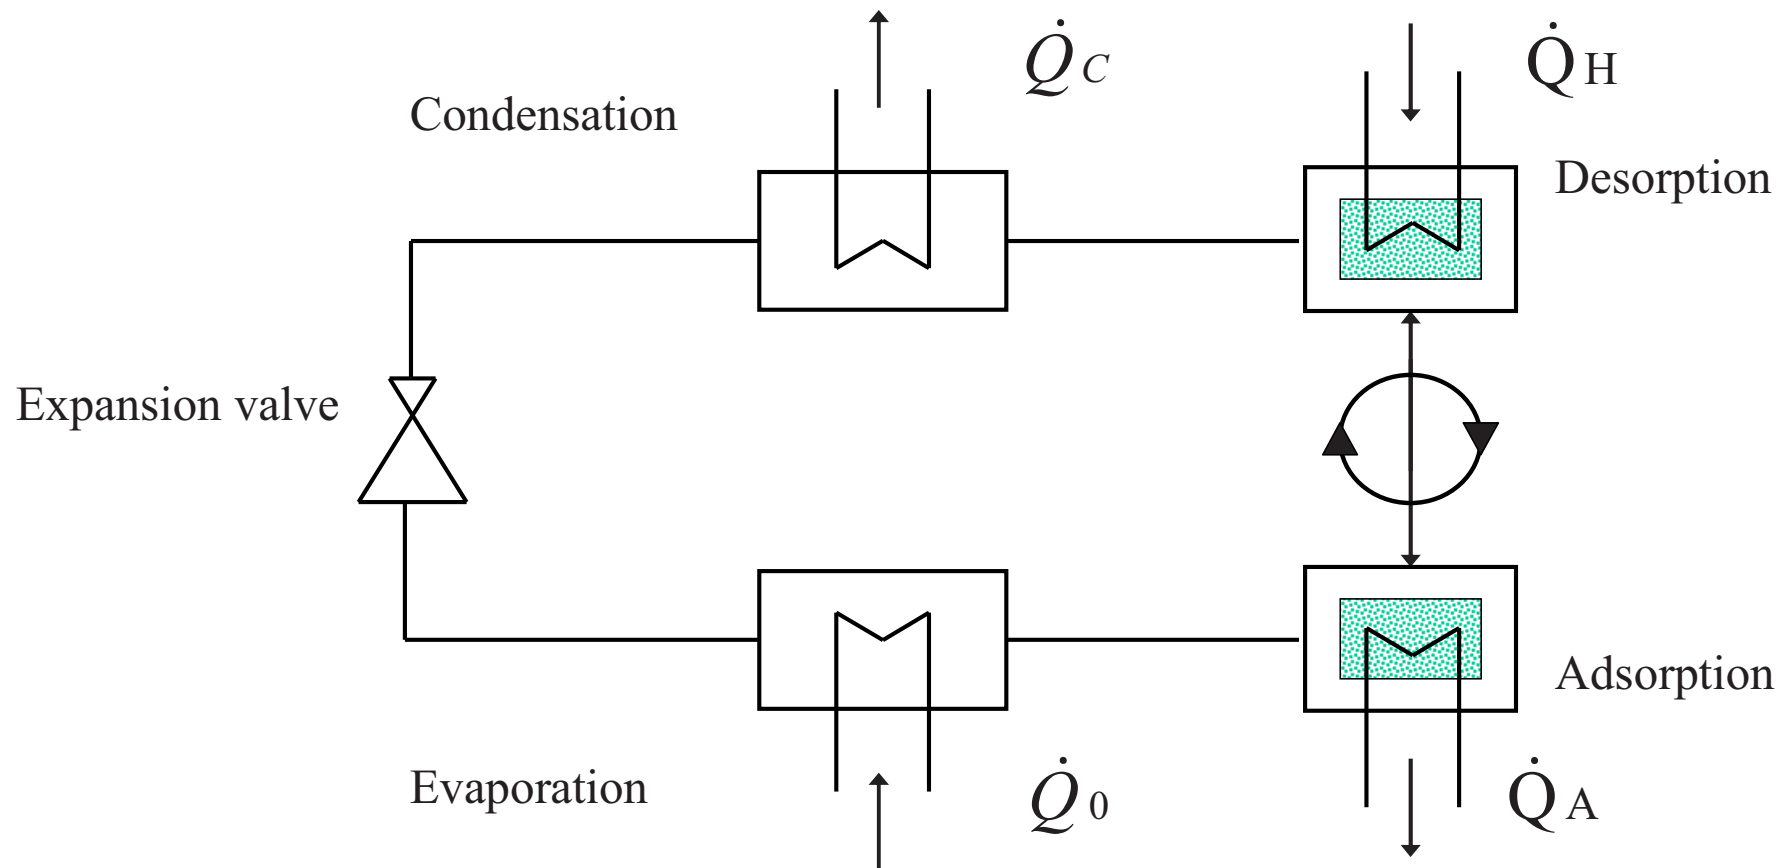 Q̇ C
Q̇ H
Condensation
Desorption
Expansion valve
Adsorption
Evaporation
Q̇ 0
Q̇ A